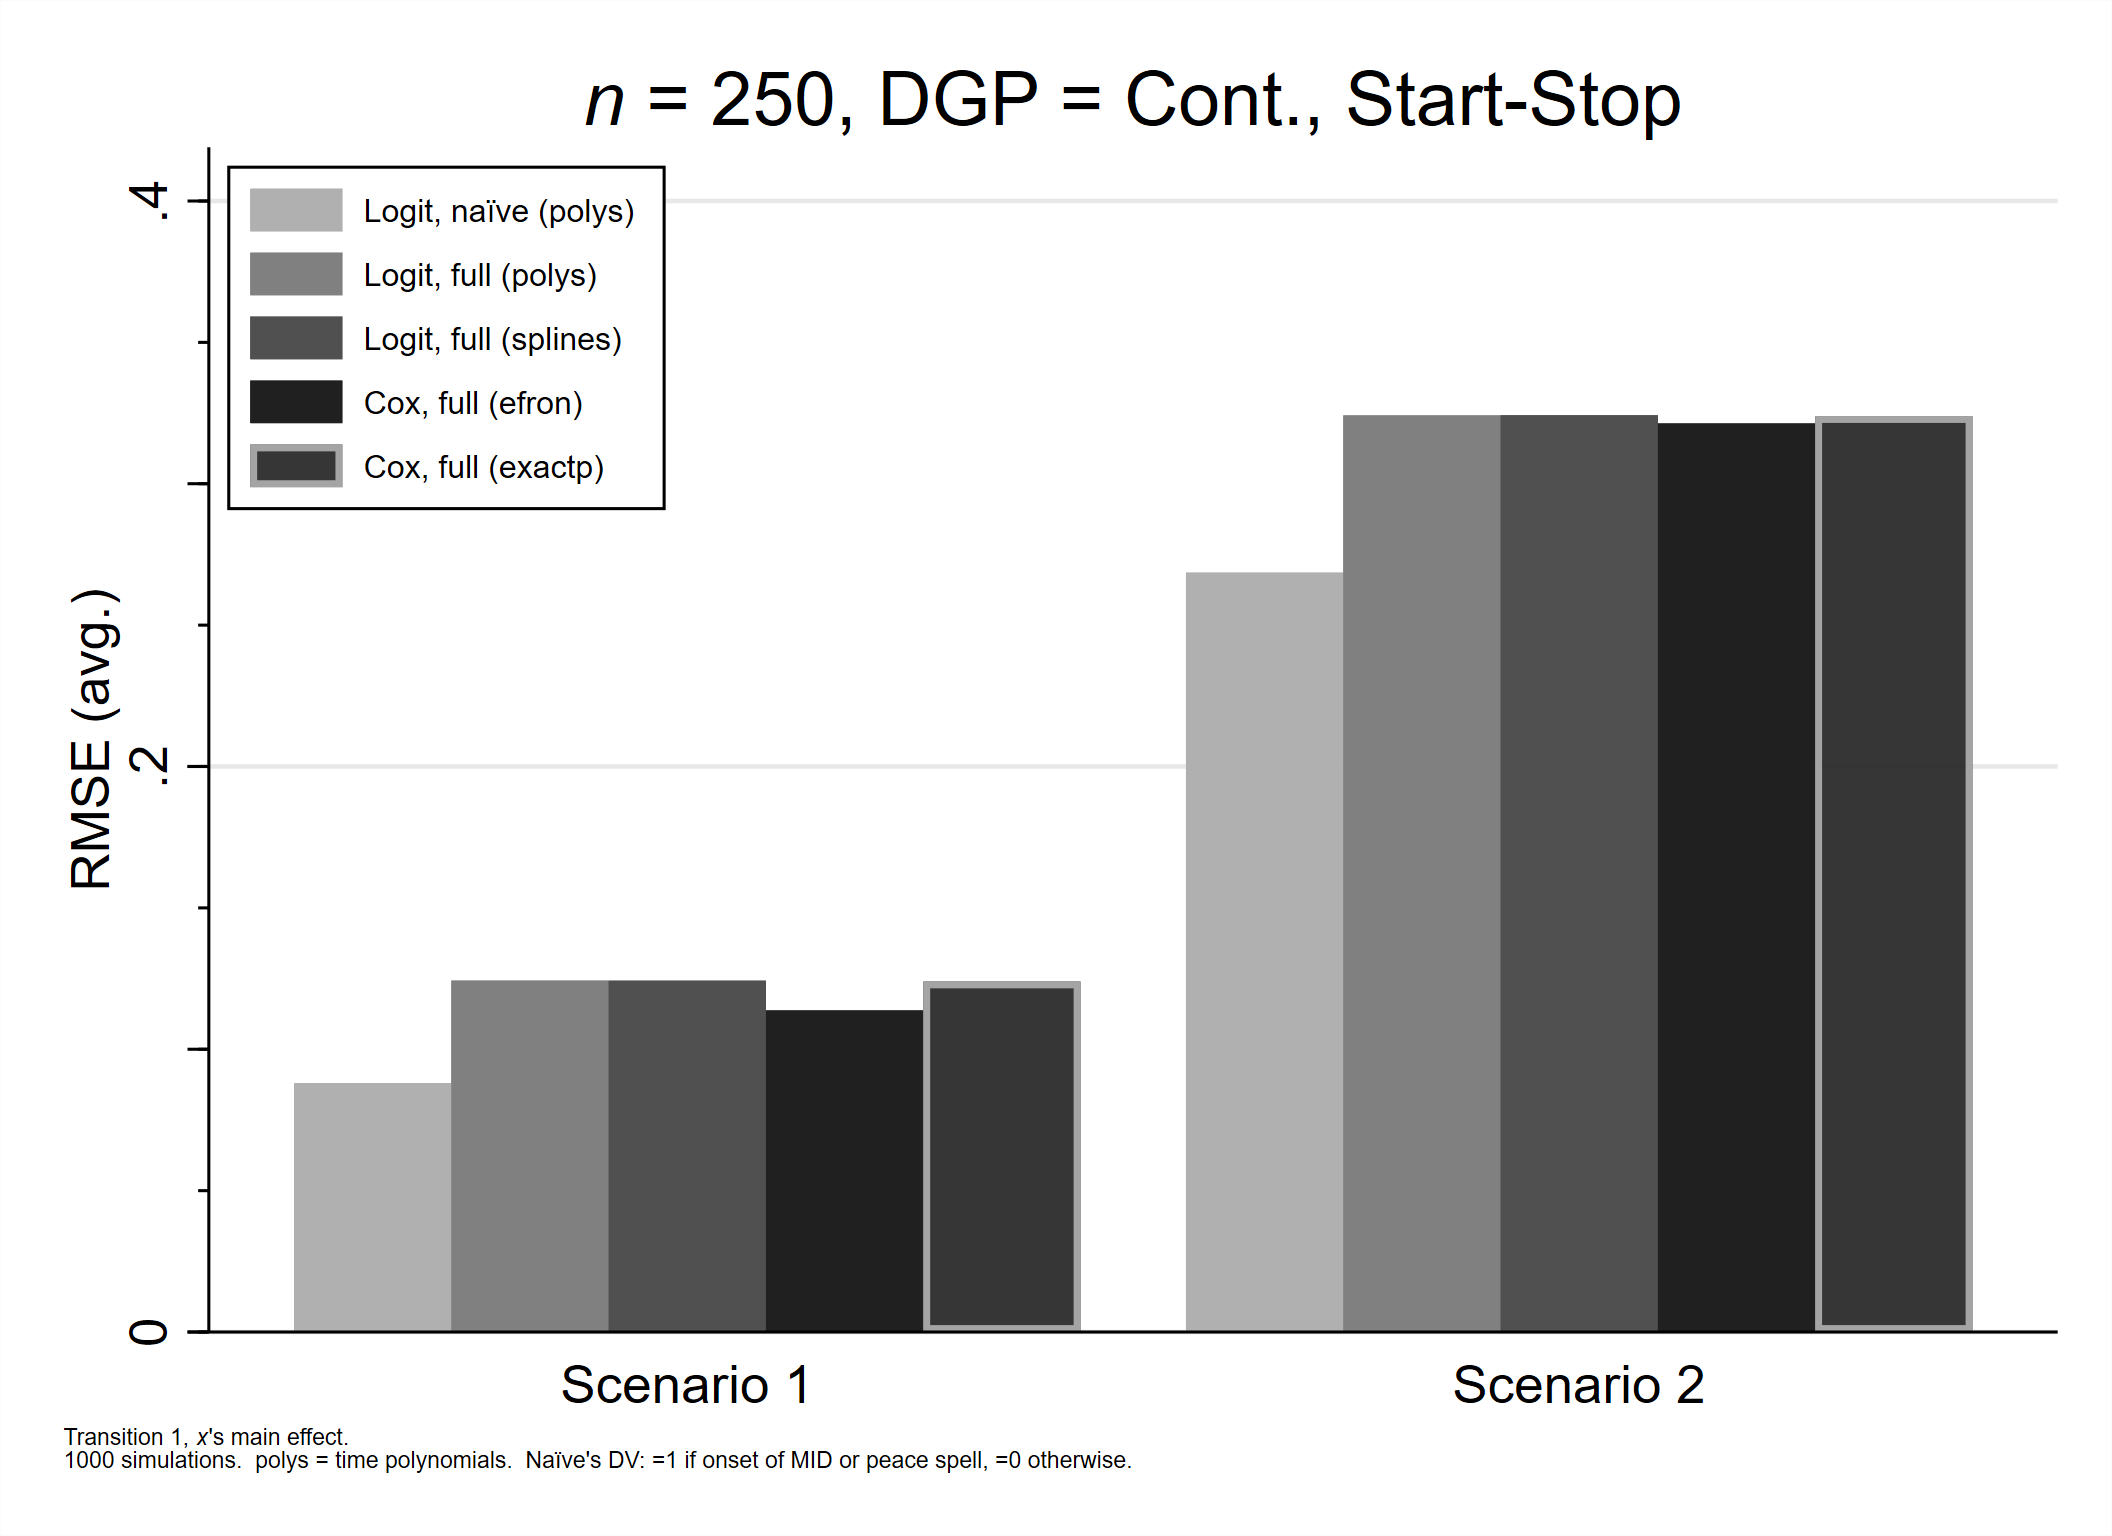 n = 250, DGP = Cont., Start-Stop
Logit, naïve (polys)
Logit, full (polys)
Logit, full (splines)
Cox, full (efron)
Cox, full (exactp)
RMSE (avg.)
.4
.2
0
Scenario 1
Scenario 2
Transition 1, x's main effect.
1000 simulations.  polys = time polynomials.  Naïve's DV: =1 if onset of MID or peace spell, =0 otherwise.